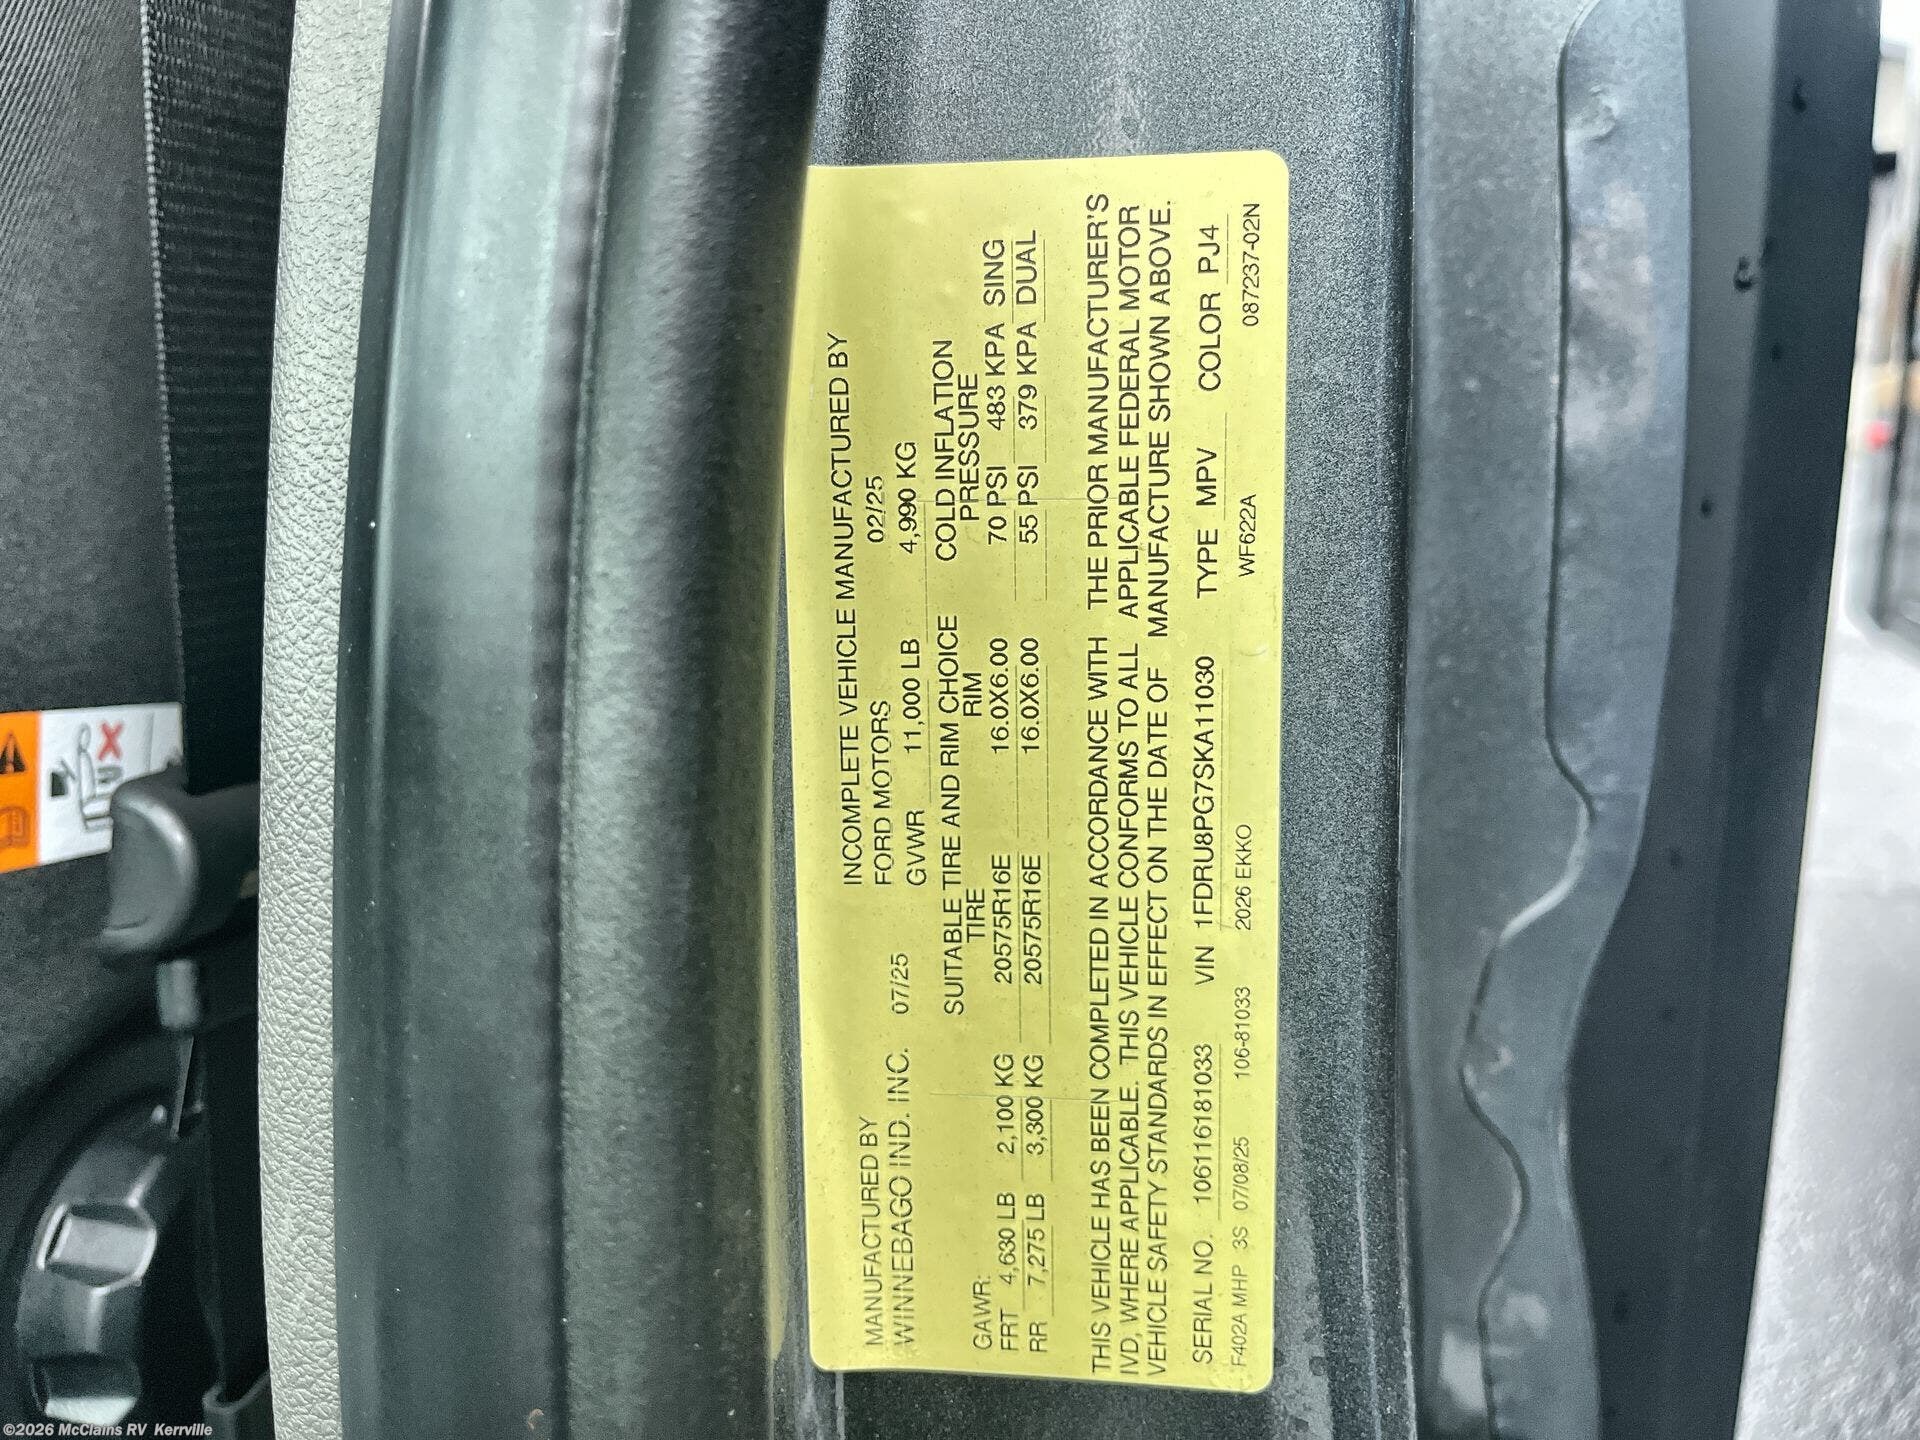 MANUFACTURED BY INCOMPLETE VEHICLE MANUFACTURED BY
WINNEBAGO IND. INC. 07/25 FORD MOTORS 02/25
GVWR 11,000 LB 4,990 KG
SUITABLE TIRE AND RIM CHOICE COLD INFLATION
GAWR: TIRE RIM PRESSURE
FRT 4,630 LB 2,100 KG 20575R16E 16.0X6.00 70 PSI 483 KPA SING
RR 7,275 LB 3,300 KG 20575R16E 16.0X6.00 55 PSI 379 KPA DUAL
THIS VEHICLE HAS BEEN COMPLETED IN ACCORDANCE WITH THE PRIOR MANUFACTURER'S
IVD, WHERE APPLICABLE. THIS VEHICLE CONFORMS TO ALL APPLICABLE FEDERAL MOTOR
VEHICLE SAFETY STANDARDS IN EFFECT ON THE DATE OF MANUFACTURE SHOWN ABOVE.
SERIAL NO. 106116181033 VIN 1FDRU8PG7SKA11030 TYPE MPV COLOR PJ4
F402A MHP 3S 07/08/25 106-81033 2026 EKKO WF622A 087237-02N
©2026 McClains RV Kerrville